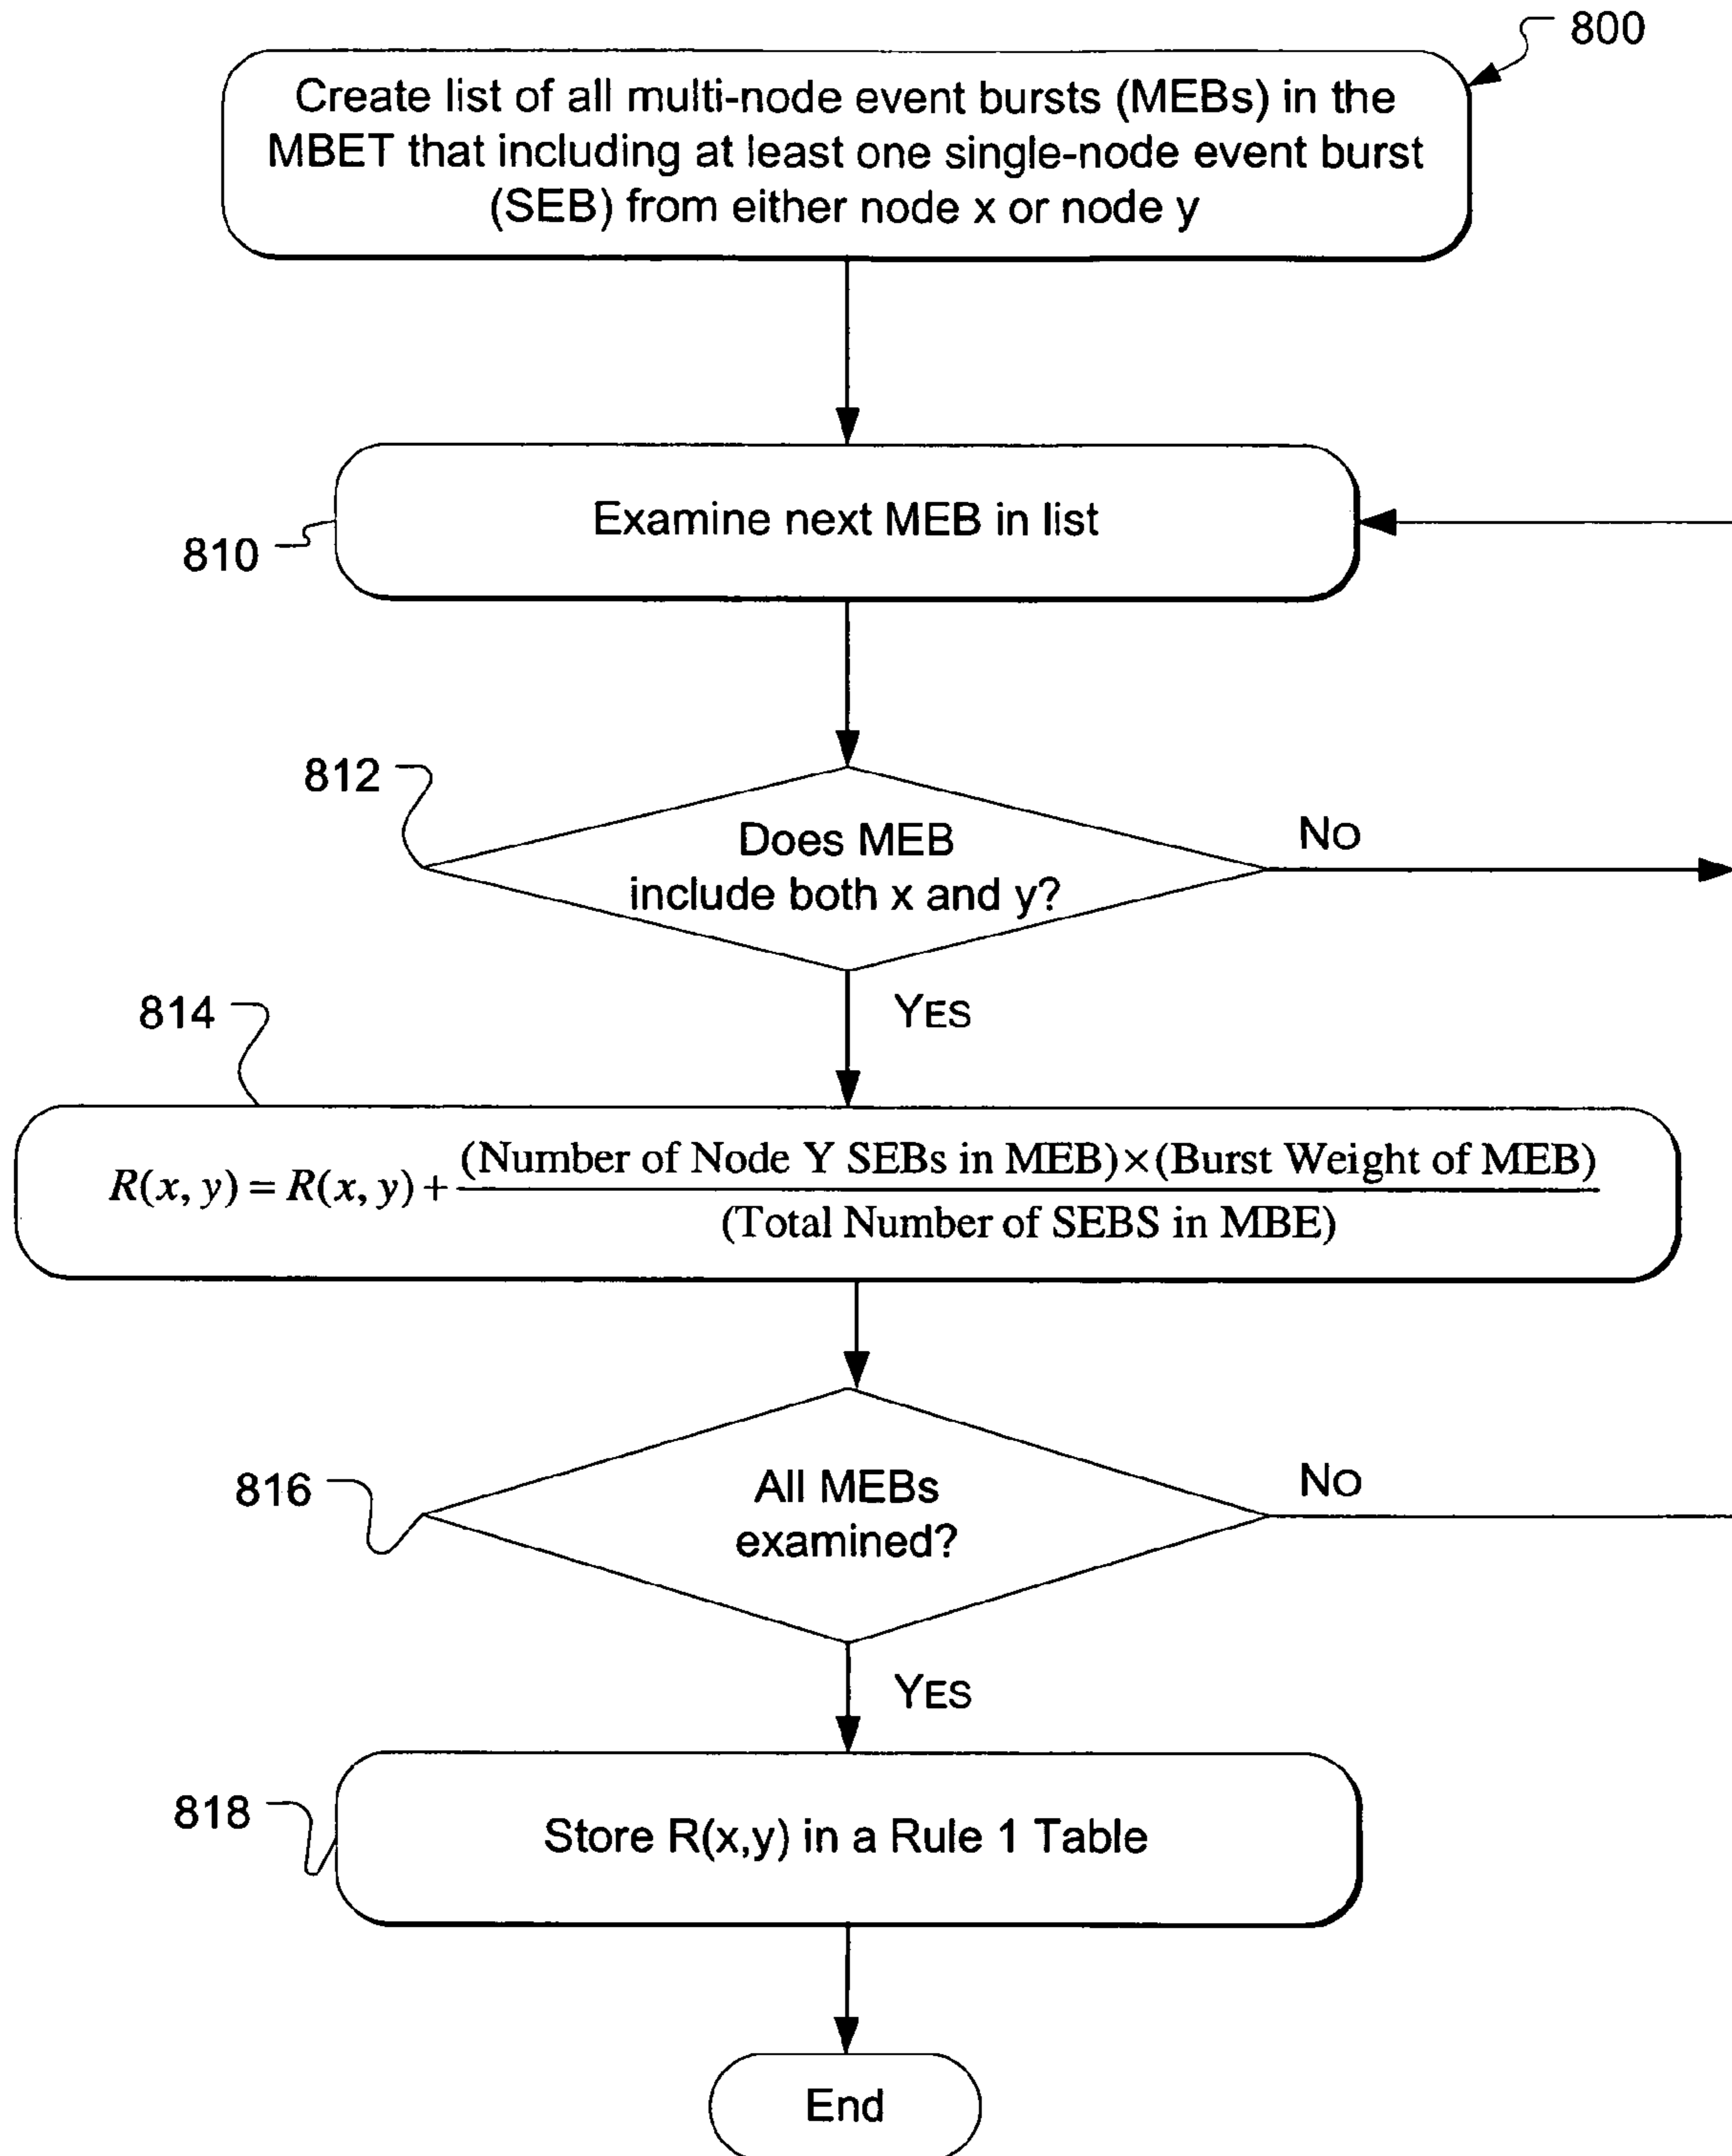 800
Create list of all multi-node event bursts (MEBs) in the
MBET that including at least one single-node event burst
(SEB) from either node x or node y
810
Examine next MEB in list
812
Does MEB
include both x and y?
NO
YES
814
R(x, y) = R(x, y) + (Number of Node Y SEBs in MEB)×(Burst Weight of MEB)
(Total Number of SEBS in MBE)
816
All MEBs
examined?
NO
YES
818
Store R(x,y) in a Rule 1 Table
End